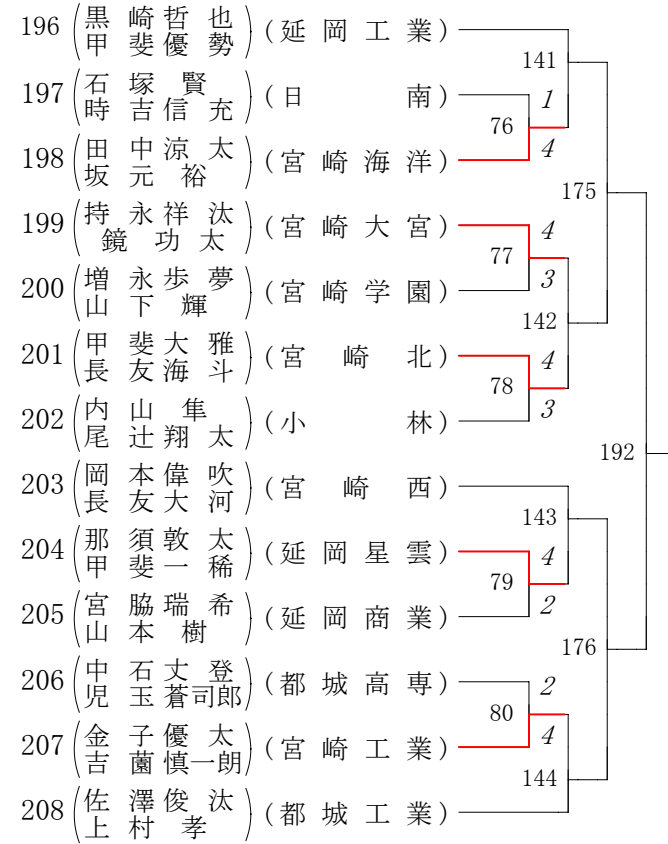 196 (黒崎哲也 甲斐優勢) (延岡工業)
141
197 (石塚賢 時吉信充) (日南) 1
76
198 (田中涼太 坂元裕) (宮崎海洋) 4
175
199 (持永祥汰 鏡功太) (宮崎大宮) 4
77
200 (増永歩夢 山下輝) (宮崎学園) 3
142
201 (甲斐大雅 長友海斗) (宮崎北) 4
78
202 (内山隼 尾辻翔太) (小林) 3
192
203 (岡本偉吹 長友大河) (宮崎西)
143
204 (那須敦太 甲斐一稀) (延岡星雲) 4
79
205 (宮脇瑞希 山本樹) (延岡商業) 2
176
206 (中石丈登 児玉蒼司郎) (都城高専) 2
80
207 (金子優太 吉薗慎一朗) (宮崎工業) 4
144
208 (佐澤俊汰 上村孝) (都城工業)